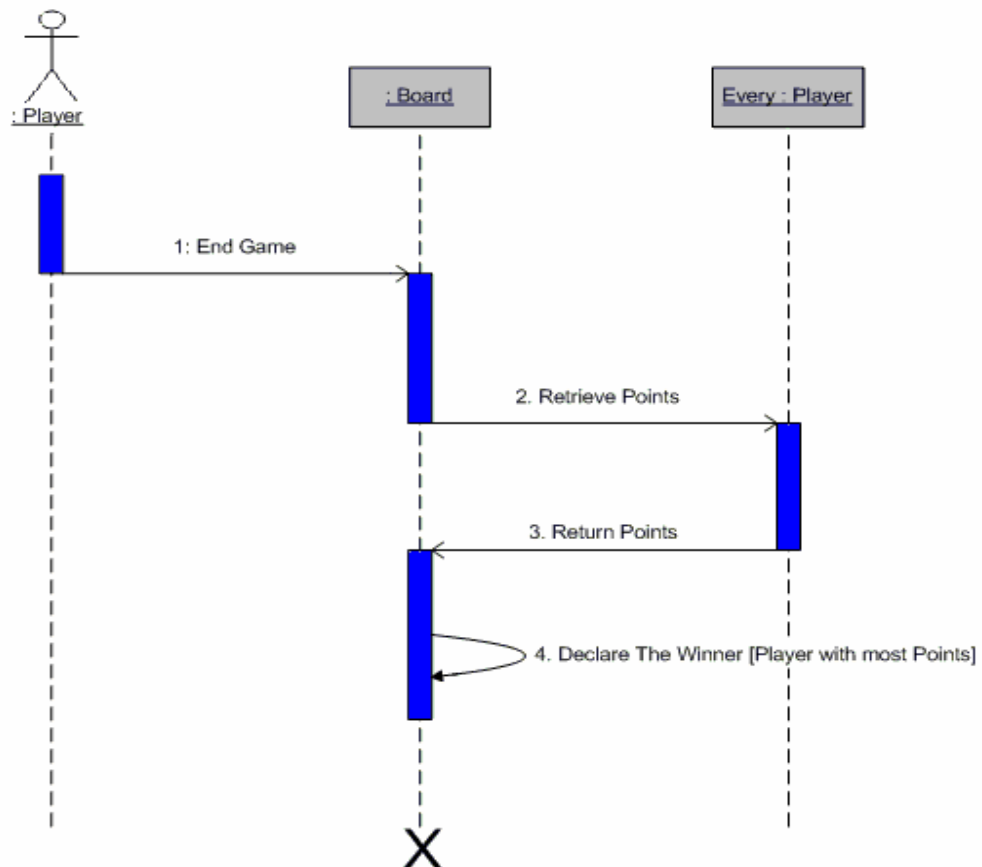 : Player
: Board
Every : Player
1: End Game
2. Retrieve Points
3. Return Points
4. Declare The Winner [Player with most Points]